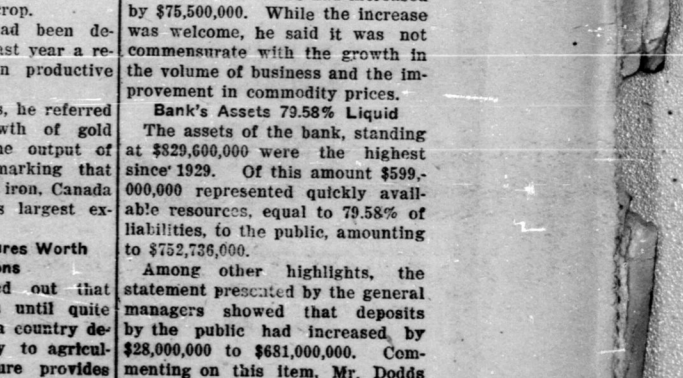 rop.
ad been de-
ast year a re-
n productive
s, he referred
wth of gold
he output of
marking that
iron, Canada
s largest ex-
ures Worth
ons
ed out that
until quite
a country de-
y to agricul-
ure provides
by $75,500,000. While the increase
was welcome, he said it was not
commensurate with the growth in
the volume of business and the im-
provement in commodity prices.
Bank's Assets 79.58% Liquid
The assets of the bank, standing
at $829,600,000 were the highest
since' 1929. Of this amount $599,-
000,000 represented quickly avail-
able resources, equal to 79.58% of
liabilities, to the public, amounting
to $752,736,000.
Among other highlights, the
statement presented by the general
managers showed that deposits
by the public had increased by
$28,000,000 to $681,000,000. Com-
menting on this item, Mr. Dodds